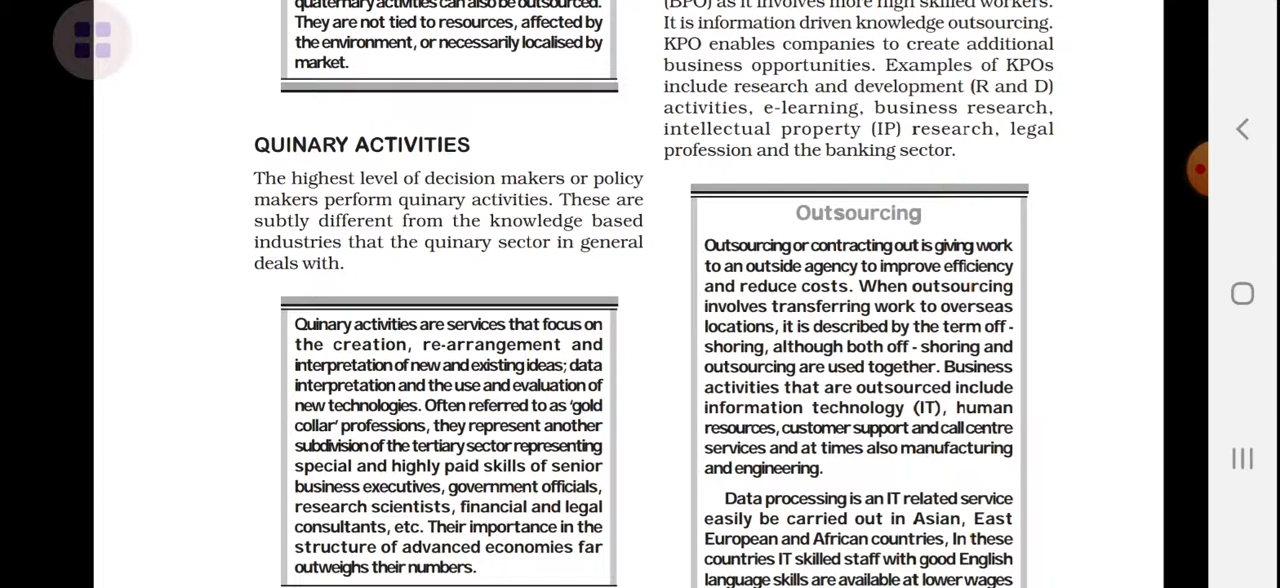 quaternary activities can also be outsourced.
They are not tied to resources, affected by
the environment, or necessarily localised by
market.
QUINARY ACTIVITIES
The highest level of decision makers or policy
makers perform quinary activities. These are
subtly different from the knowledge based
industries that the quinary sector in general
deals with.
Quinary activities are services that focus on
the creation, re-arrangement and
interpretation of new and existing ideas; data
interpretation and the use and evaluation of
new technologies. Often referred to as 'gold
collar' professions, they represent another
subdivision of the tertiary sector representing
special and highly paid skills of senior
business executives, government officials,
research scientists, financial and legal
consultants, etc. Their importance in the
structure of advanced economies far
outweighs their numbers.
(BPO) as it involves more high skilled workers.
It is information driven knowledge outsourcing.
KPO enables companies to create additional
business opportunities. Examples of KPOs
include research and development (R and D)
activities, e-learning, business research,
intellectual property (IP) research, legal
profession and the banking sector.
Outsourcing
Outsourcing or contracting out is giving work
to an outside agency to improve efficiency
and reduce costs. When outsourcing
involves transferring work to overseas
locations, it is described by the term off -
shoring, although both off - shoring and
outsourcing are used together. Business
activities that are outsourced include
information technology (IT), human
resources, customer support and call centre
services and at times also manufacturing
and engineering.
Data processing is an IT related service
easily be carried out in Asian, East
European and African countries, In these
countries IT skilled staff with good English
language skills are available at lower wages